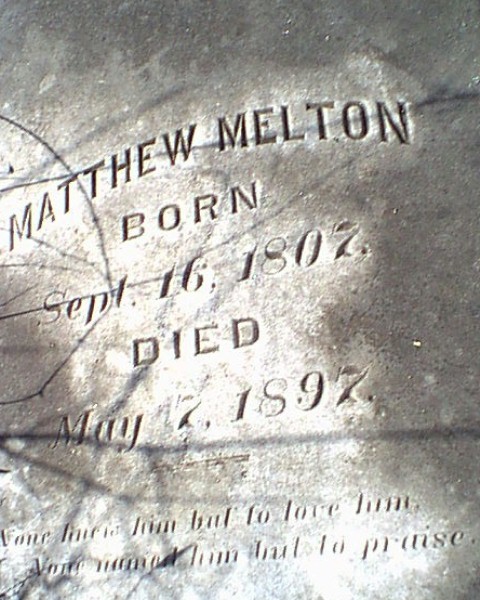 MATTHEW MELTON
BORN
Sept. 16, 1807.
DIED
May 7, 1897.
None knew him but to love him.
None named him but to praise.